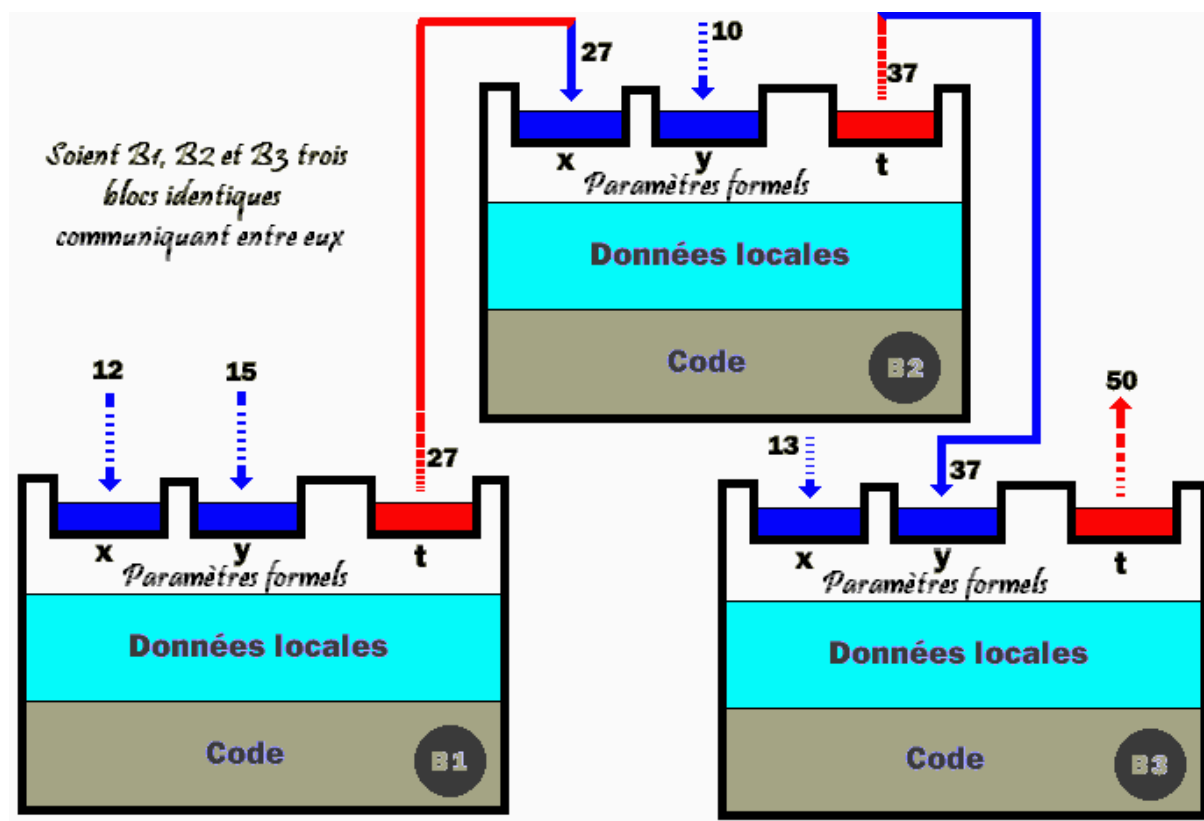 Soient B1, B2 et B3 trois
blocs identiques
communiquant entre eux
27
10
37
x
y
t
Paramètres formels
Données locales
Code
B2
12
15
27
x
y
t
Paramètres formels
Données locales
Code
B1
13
37
50
x
y
t
Paramètres formels
Données locales
Code
B3